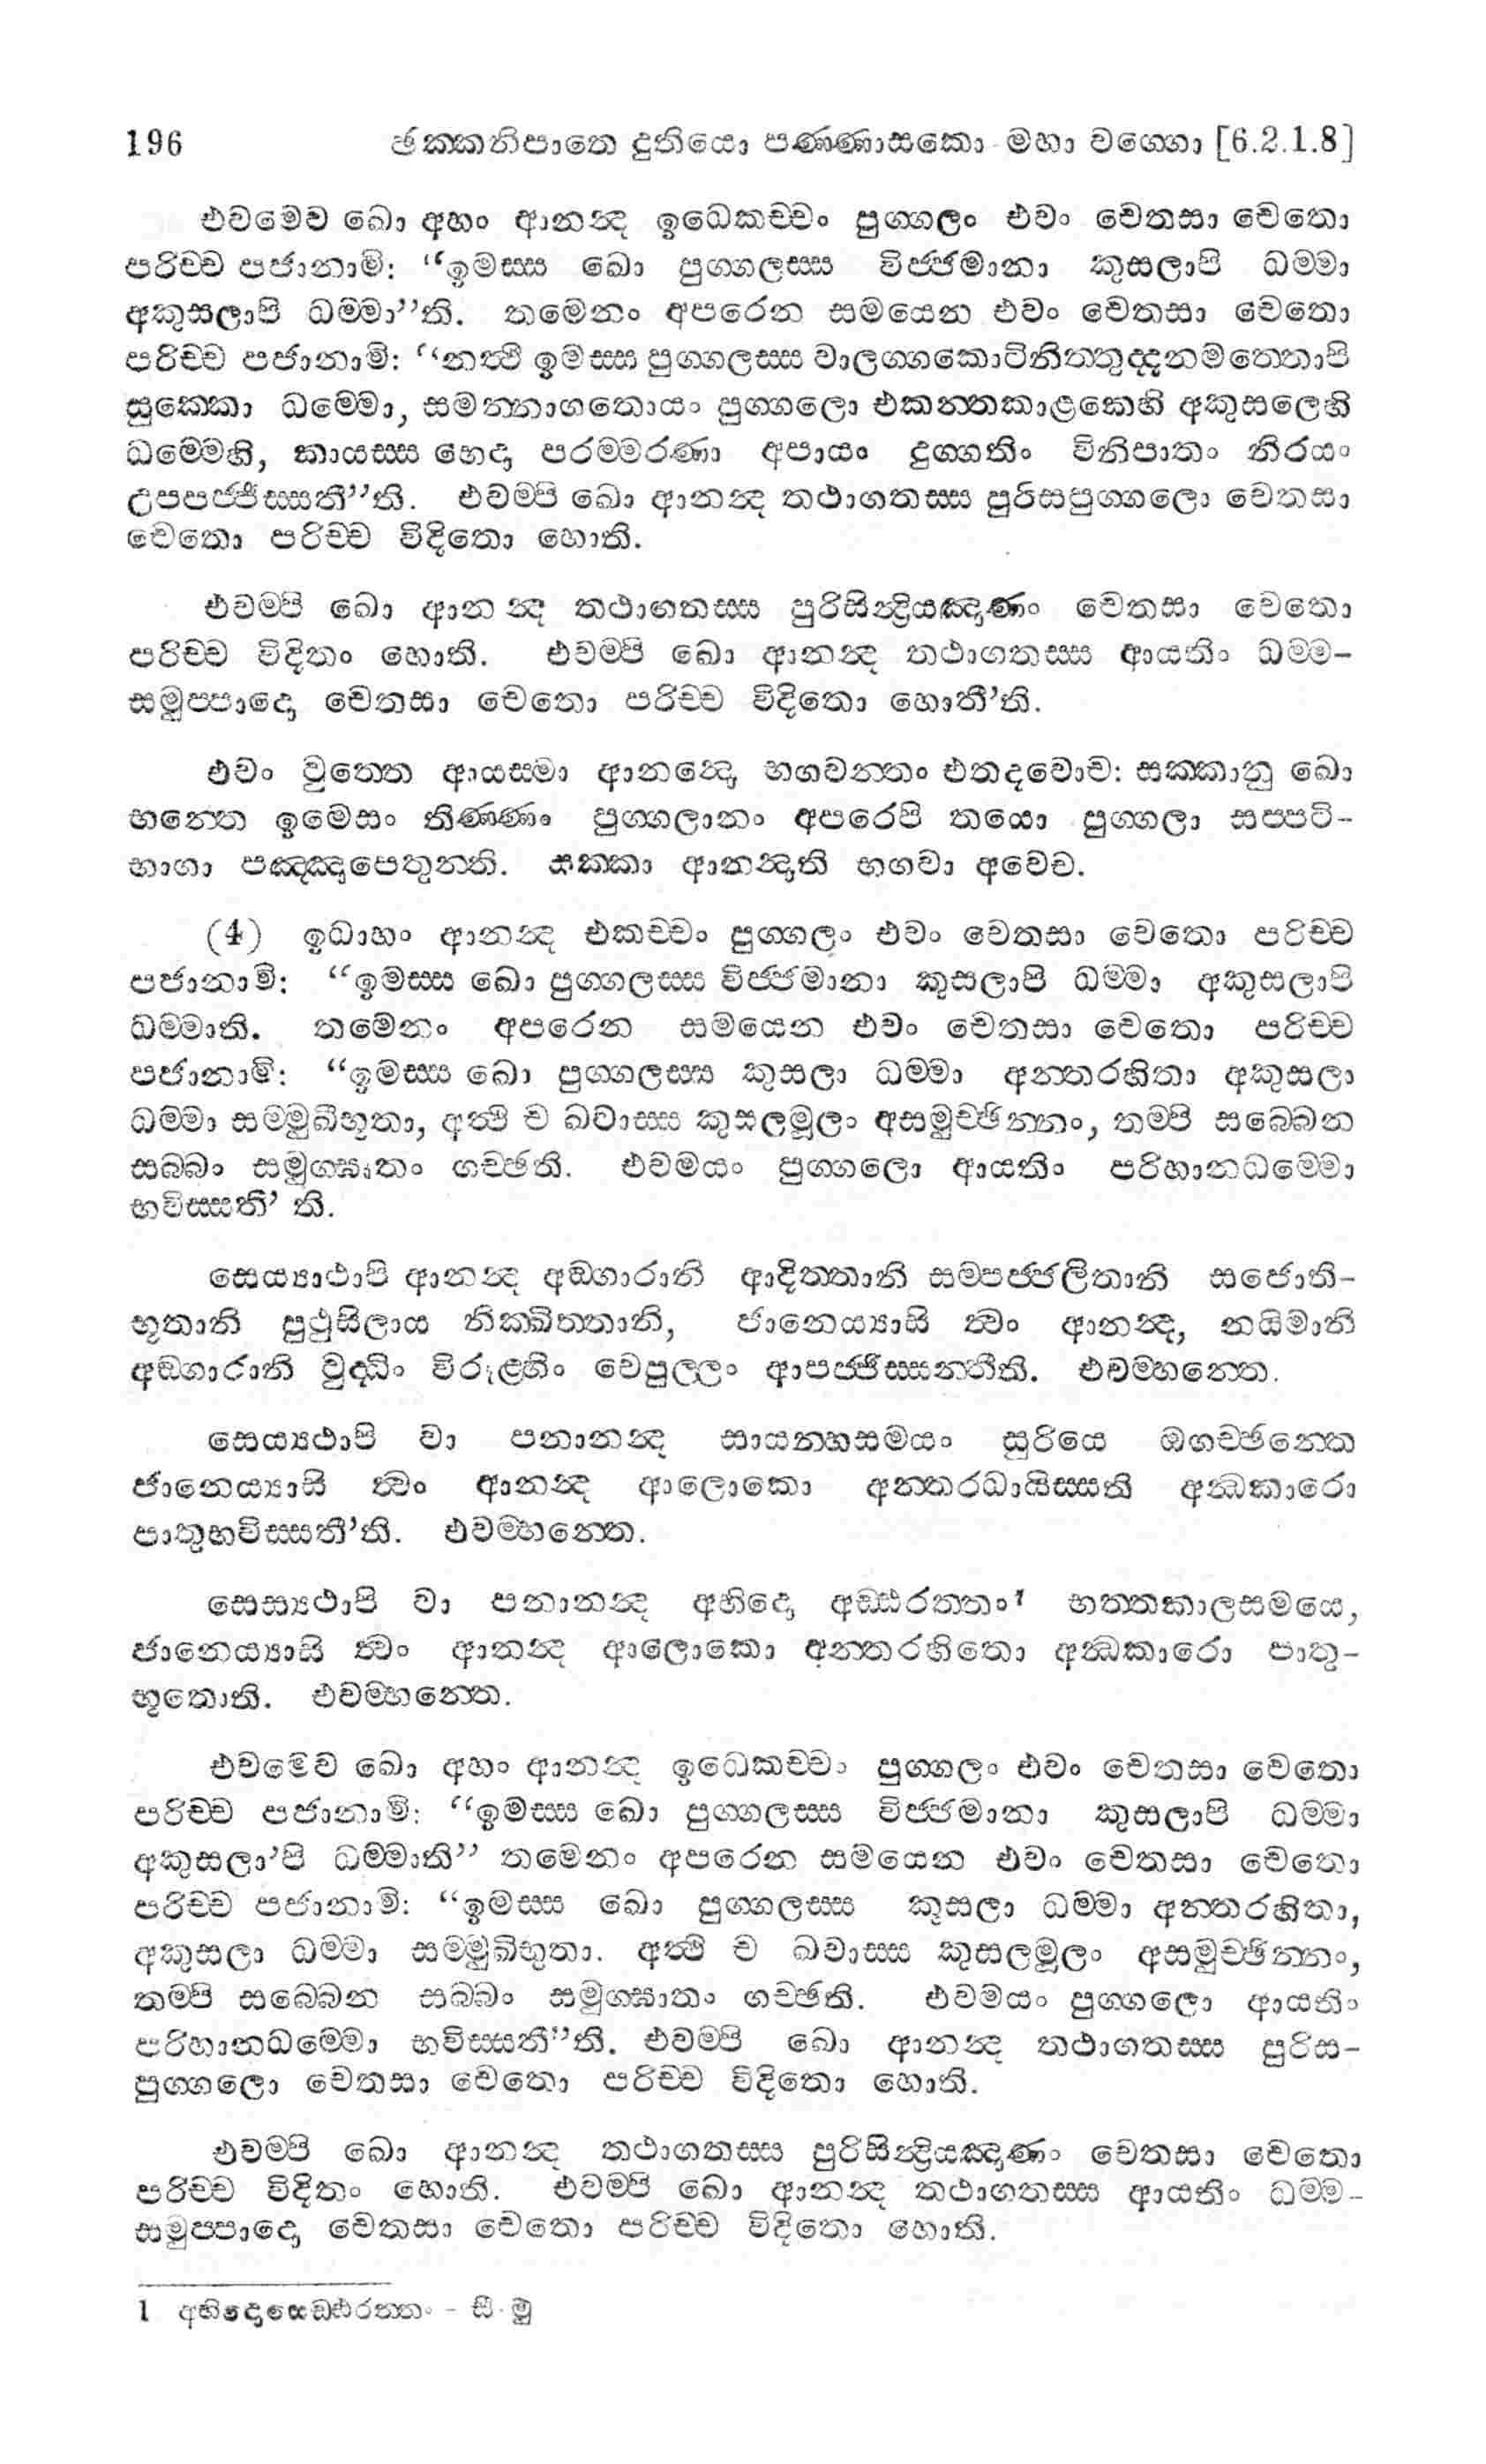 196 ඡක්කනිපාතෙ දුතියො පණ්ණාසකො - මහා වග්ගො [6.2.1.8]
එවමෙව ඛො අහං ආනන්ද ඉධෙකච්චං පුග්ගලං එවං චෙතසා චෙතො
පරිච්ච පජානාමි: “ඉමස්ස ඛො පුග්ගලස්ස විජ්ජමානා කුසලාපි ධම්මා
අකුසලාපි ධම්මා”ති. තමෙනං අපරෙන සමයෙන එවං චෙතසා චෙතො
පරිච්ච පජානාමි: “නත්ථි ඉමස්ස පුග්ගලස්ස වාලග්ගකොටිනිත්තුද්දනමත්තොපි
සුක්කො ධම්මො, සමන්නාගතොයං පුග්ගලො එකන්තකාළකෙහි අකුසලෙහි
ධම්මෙහි, කායස්ස භෙදා පරම්මරණා අපායං දුග්ගතිං විනිපාතං නිරයං
උපපජ්ජිස්සතී”ති. එවම්පි ඛො ආනන්ද තථාගතස්ස පුරිසපුග්ගලො චෙතසා
චෙතො පරිච්ච විදිතො හොති.
එවම්පි ඛො ආනන්ද තථාගතස්ස පුරිසින්ද්‍රියඤාණං චෙතසා චෙතො
පරිච්ච විදිතං හොති. එවම්පි ඛො ආනන්ද තථාගතස්ස ආයතිං ධම්ම-
සමුප්පාදො චෙතසා චෙතො පරිච්ච විදිතො හොතී’ති.
එවං වුත්තෙ ආයස්මා ආනන්දො භගවන්තං එතදවොච: සක්කානු ඛො
භන්තෙ ඉමෙසං තිණ්ණං පුග්ගලානං අපරෙපි තයො පුග්ගලා සප්පටි-
භාගා පඤ්ඤාපෙතුන්ති. සක්කා ආනන්දාති භගවා අවෙච.
(4) ඉධාහං ආනන්ද එකච්චං පුග්ගලං එවං චෙතසා චෙතො පරිච්ච
පජානාමි: “ඉමස්ස ඛො පුග්ගලස්ස විජ්ජමානා කුසලාපි ධම්මා අකුසලාපි
ධම්මාති. තමෙනං අපරෙන සමයෙන එවං චෙතසා චෙතො පරිච්ච
පජානාමි: “ඉමස්ස ඛො පුග්ගලස්ස කුසලා ධම්මා අන්තරහිතා අකුසලා
ධම්මා සම්මුඛීභූතා, අත්ථි ච ඛ්වාස්ස කුසලමූලං අසමුච්ඡින්නං, තම්පි සබ්බෙන
සබ්බං සමුග්ඝාතං ගච්ඡති. එවමයං පුග්ගලො ආයතිං පරිහානධම්මො
භවිස්සතී’ ති.
සෙය්‍යාථාපි ආනන්ද අඞ්ගාරානි ආදිත්තානි සම්පජ්ජලිතානි සජොති-
භූතානි පුථුසිලාය නික්ඛිත්තානි, ජානෙය්‍යාසි ත්වං ආනන්ද, නයිමානි
අඞ්ගාරානි වුද්ධිං විරූළ්හිං වෙපුල්ලං ආපජ්ජිස්සන්තීති. එවම්භන්තෙ.
සෙය්‍යථාපි වා පනානන්ද සායන්හසමයං සුරියෙ ඔගච්ඡන්තෙ
ජානෙය්‍යාසි ත්වං ආනන්ද ආලොකො අන්තරධායිස්සති අන්ධකාරො
පාතුභවිස්සතී’ති. එවම්භන්තෙ.
සෙස්‍යථාපි වා පනානන්ද අභිදො අඩ්ඪරත්තං¹ භත්තකාලසමයෙ,
ජානෙය්‍යාසි ත්වං ආනන්ද ආලොකො අන්තරහිතො අන්ධකාරො පාතු-
භූතොති. එවම්භන්තෙ.
එවමෙව ඛො අහං ආනන්ද ඉධෙකච්චං පුග්ගලං එවං චෙතසා චෙතො
පරිච්ච පජානාමි: “ඉමස්ස ඛො පුග්ගලස්ස විජ්ජමානා කුසලාපි ධම්මා
අකුසලා’පි ධම්මාති” තමෙනං අපරෙන සමයෙන එවං චෙතසා චෙතො
පරිච්ච පජානාමි: “ඉමස්ස ඛො පුග්ගලස්ස කුසලා ධම්මා අන්තරහිතා,
අකුසලා ධම්මා සම්මුඛිභුතා. අත්ථි ච ඛ්වාස්ස කුසලමූලං අසමුච්ඡින්නං,
තම්පි සබ්බෙන සබ්බං සමුග්ඝාතං ගච්ඡති. එවමයං පුග්ගලො ආයතිං
පරිහානධම්මො භවිස්සතී”ති. එවම්පි ඛො ආනන්ද තථාගතස්ස පුරිස-
පුග්ගලො චෙතසා චෙතො පරිච්ච විදිතො හොති.
එවම්පි ඛො ආනන්ද තථාගතස්ස පුරිසින්ද්‍රියඤාණං චෙතසා චෙතො
පරිච්ච විදිතං හොති. එවම්පි ඛො ආනන්ද තථාගතස්ස ආයතිං ධම්ම-
සමුප්පාදො චෙතසා චෙතො පරිච්ච විදිතො හොති.
1 අභිදොසෙඩ්ඪරත්තං - සී. මු